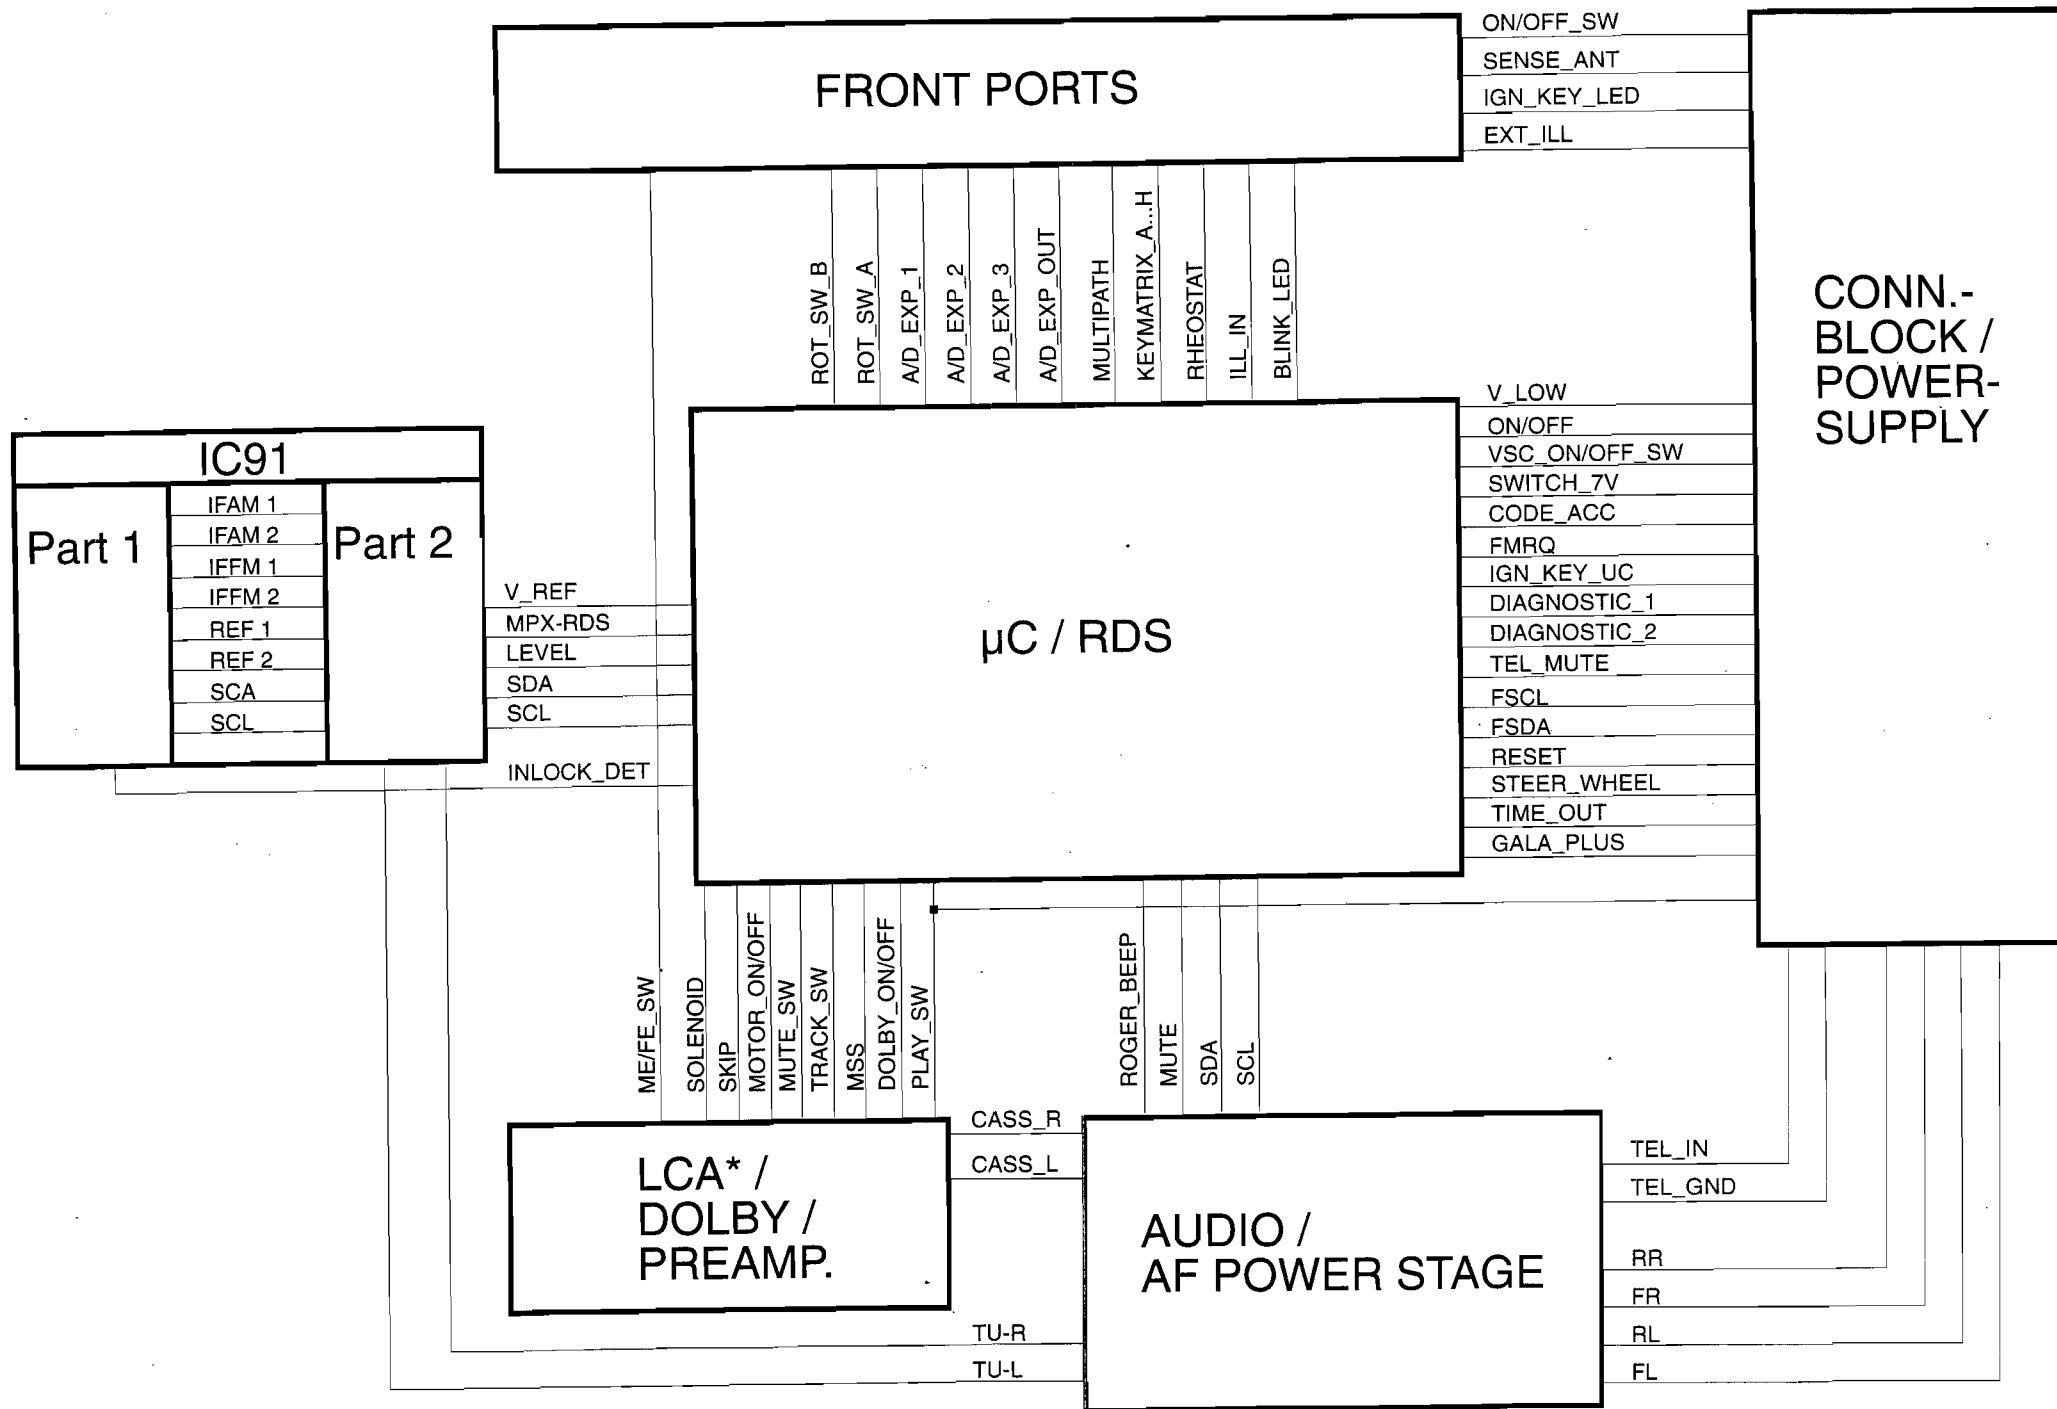 FRONT PORTS
ON/OFF_SW
SENSE_ANT
IGN_KEY_LED
EXT_ILL
CONN.-
BLOCK /
POWER-
SUPPLY
ROT_SW_B
ROT_SW_A
A/D_EXP_1
A/D_EXP_2
A/D_EXP_3
A/D_EXP_OUT
MULTIPATH
KEYMATRIX_A...H
RHEOSTAT
ILL_IN
BLINK_LED
IC91
Part 1
IFAM 1
IFAM 2
IFFM 1
IFFM 2
REF 1
REF 2
SCA
SCL
Part 2
V_REF
MPX-RDS
LEVEL
SDA
SCL
INLOCK_DET
µC / RDS
V_LOW
ON/OFF
VSC_ON/OFF_SW
SWITCH_7V
CODE_ACC
FMRQ
IGN_KEY_UC
DIAGNOSTIC_1
DIAGNOSTIC_2
TEL_MUTE
FSCL
FSDA
RESET
STEER_WHEEL
TIME_OUT
GALA_PLUS
ME/FE_SW
SOLENOID
SKIP
MOTOR_ON/OFF
MUTE_SW
TRACK_SW
MSS
DOLBY_ON/OFF
PLAY_SW
ROGER_BEEP
MUTE
SDA
SCL
LCA* /
DOLBY /
PREAMP.
CASS_R
CASS_L
TU-R
TU-L
AUDIO /
AF POWER STAGE
TEL_IN
TEL_GND
RR
FR
RL
FL